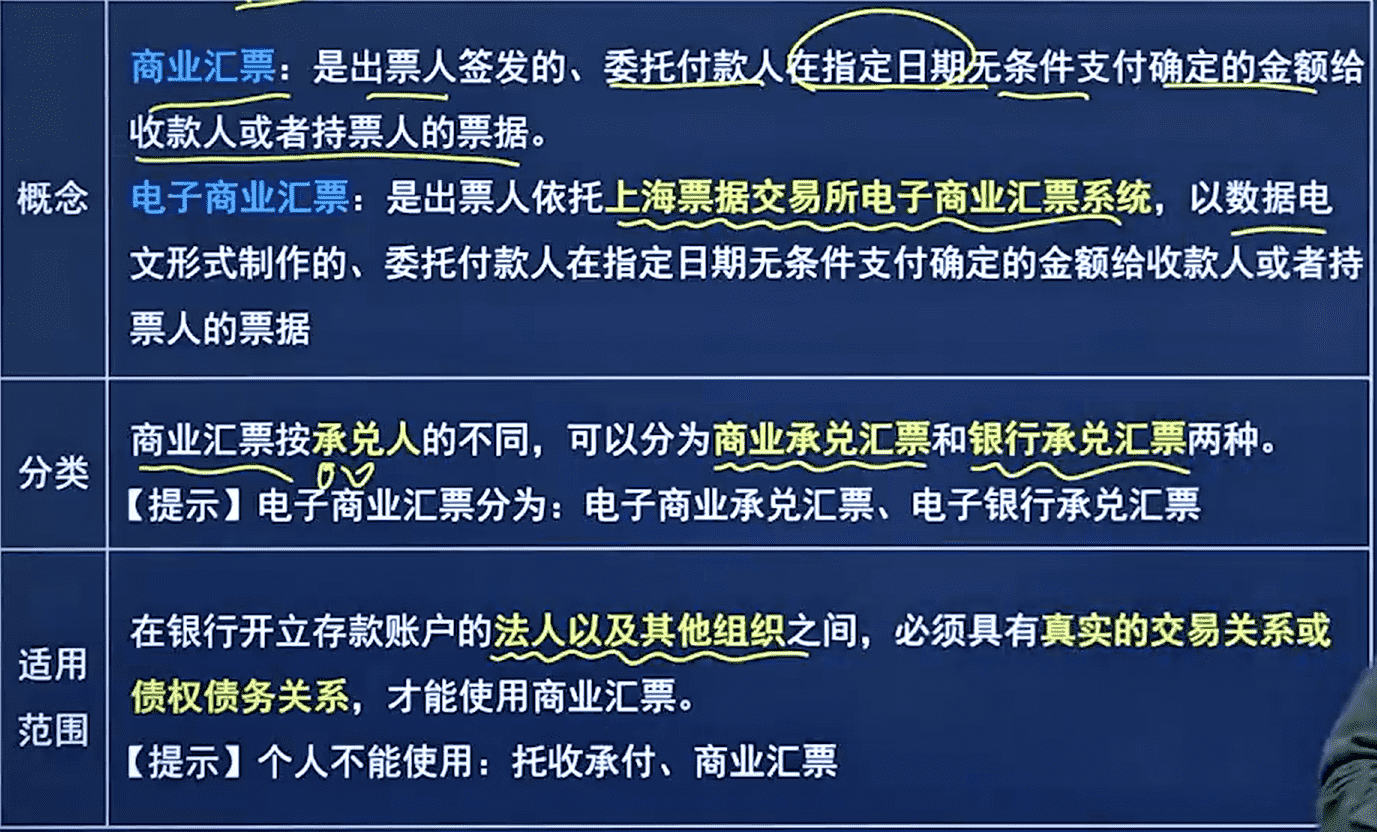 概念
商业汇票：是出票人签发的、委托付款人在指定日期无条件支付确定的金额给
收款人或者持票人的票据。
电子商业汇票：是出票人依托上海票据交易所电子商业汇票系统，以数据电
文形式制作的、委托付款人在指定日期无条件支付确定的金额给收款人或者持
票人的票据
分类
商业汇票按承兑人的不同，可以分为商业承兑汇票和银行承兑汇票两种。
【提示】电子商业汇票分为：电子商业承兑汇票、电子银行承兑汇票
适用
范围
在银行开立存款账户的法人以及其他组织之间，必须具有真实的交易关系或
债权债务关系，才能使用商业汇票。
【提示】个人不能使用：托收承付、商业汇票